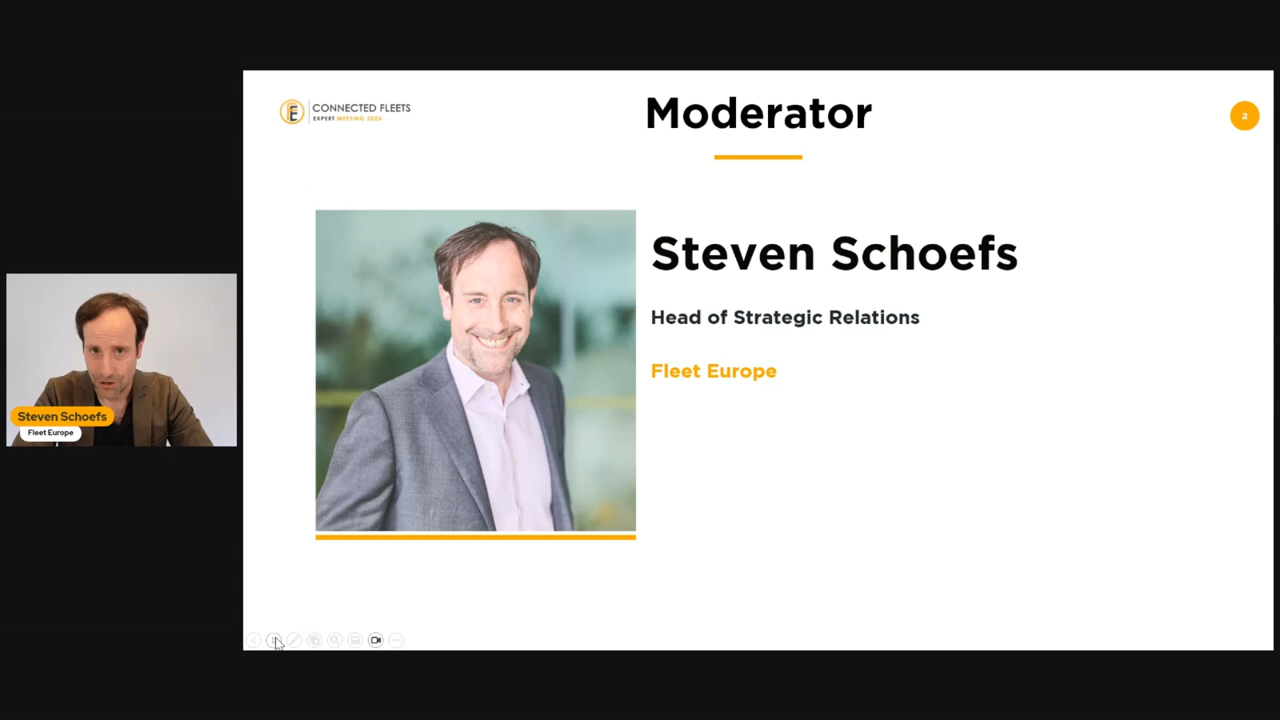 CONNECTED FLEETS
EXPERT MEETING 2023
Moderator
2
Steven Schoefs
Head of Strategic Relations
Fleet Europe
Steven Schoefs
Fleet Europe